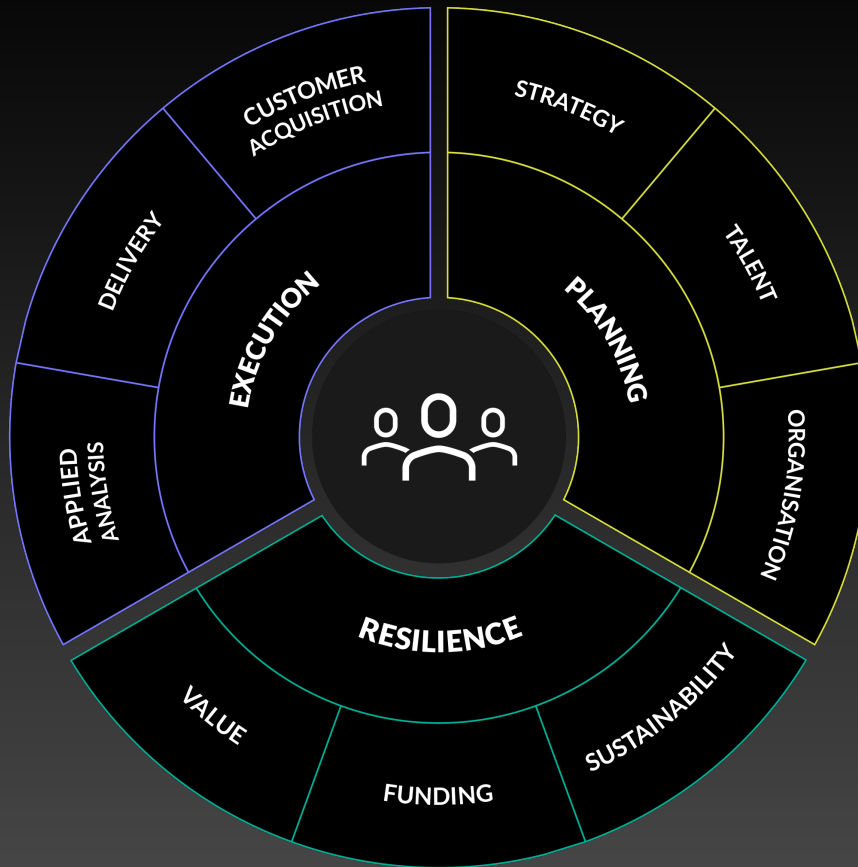 CUSTOMER
ACQUISITION
DELIVERY
APPLIED
ANALYSIS
EXECUTION
STRATEGY
TALENT
ORGANISATION
PLANNING
RESILIENCE
VALUE
FUNDING
SUSTAINABILITY